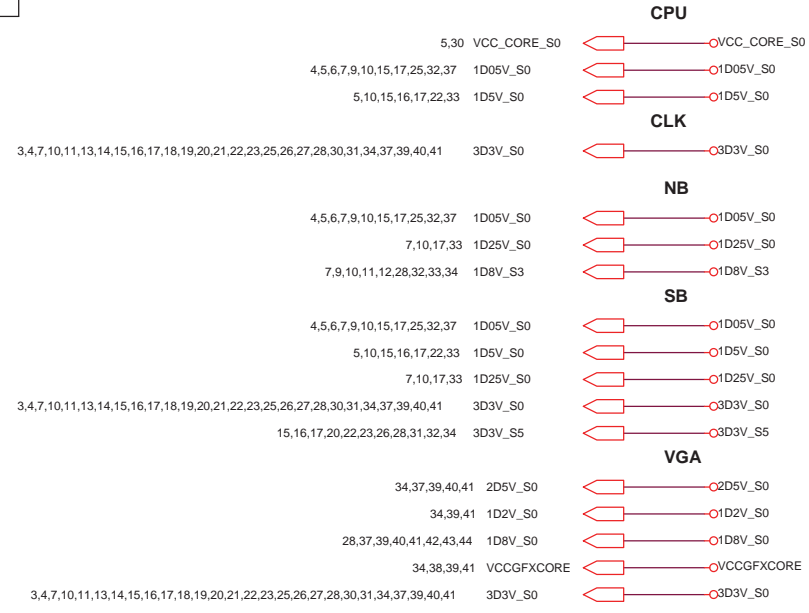 CPU
5,30 VCC_CORE_S0 VCC_CORE_S0
4,5,6,7,9,10,15,17,25,32,37 1D05V_S0 1D05V_S0
5,10,15,16,17,22,33 1D5V_S0 1D5V_S0
CLK
3,4,7,10,11,13,14,15,16,17,18,19,20,21,22,23,25,26,27,28,30,31,34,37,39,40,41 3D3V_S0 3D3V_S0
NB
4,5,6,7,9,10,15,17,25,32,37 1D05V_S0 1D05V_S0
7,10,17,33 1D25V_S0 1D25V_S0
7,9,10,11,12,28,32,33,34 1D8V_S3 1D8V_S3
SB
4,5,6,7,9,10,15,17,25,32,37 1D05V_S0 1D05V_S0
5,10,15,16,17,22,33 1D5V_S0 1D5V_S0
7,10,17,33 1D25V_S0 1D25V_S0
3,4,7,10,11,13,14,15,16,17,18,19,20,21,22,23,25,26,27,28,30,31,34,37,39,40,41 3D3V_S0 3D3V_S0
15,16,17,20,22,23,26,28,31,32,34 3D3V_S5 3D3V_S5
VGA
34,37,39,40,41 2D5V_S0 2D5V_S0
34,39,41 1D2V_S0 1D2V_S0
28,37,39,40,41,42,43,44 1D8V_S0 1D8V_S0
34,38,39,41 VCCGFXCORE VCCGFXCORE
3,4,7,10,11,13,14,15,16,17,18,19,20,21,22,23,25,26,27,28,30,31,34,37,39,40,41 3D3V_S0 3D3V_S0